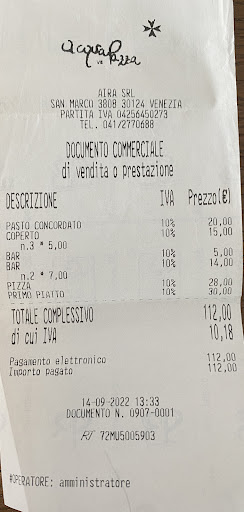 acqua pazza
VE
AIRA SRL
SAN MARCO 3808 30124 VENEZIA
PARTITA IVA 04256450273
TEL. 041/2770688
DOCUMENTO COMMERCIALE
di vendita o prestazione
DESCRIZIONE IVA Prezzo(€)
PASTO CONCORDATO 10% 20,00
COPERTO 10% 15,00
n.3 * 5,00
BAR 10% 5,00
BAR 10% 14,00
n.2 * 7,00
PIZZA 10% 28,00
PRIMO PIATTO 10% 30,00
TOTALE COMPLESSIVO 112,00
di cui IVA 10,18
Pagamento elettronico 112,00
Importo pagato 112,00
14-09-2022 13:33
DOCUMENTO N. 0907-0001
RT 72MU5005903
#OPERATORE: amministratore